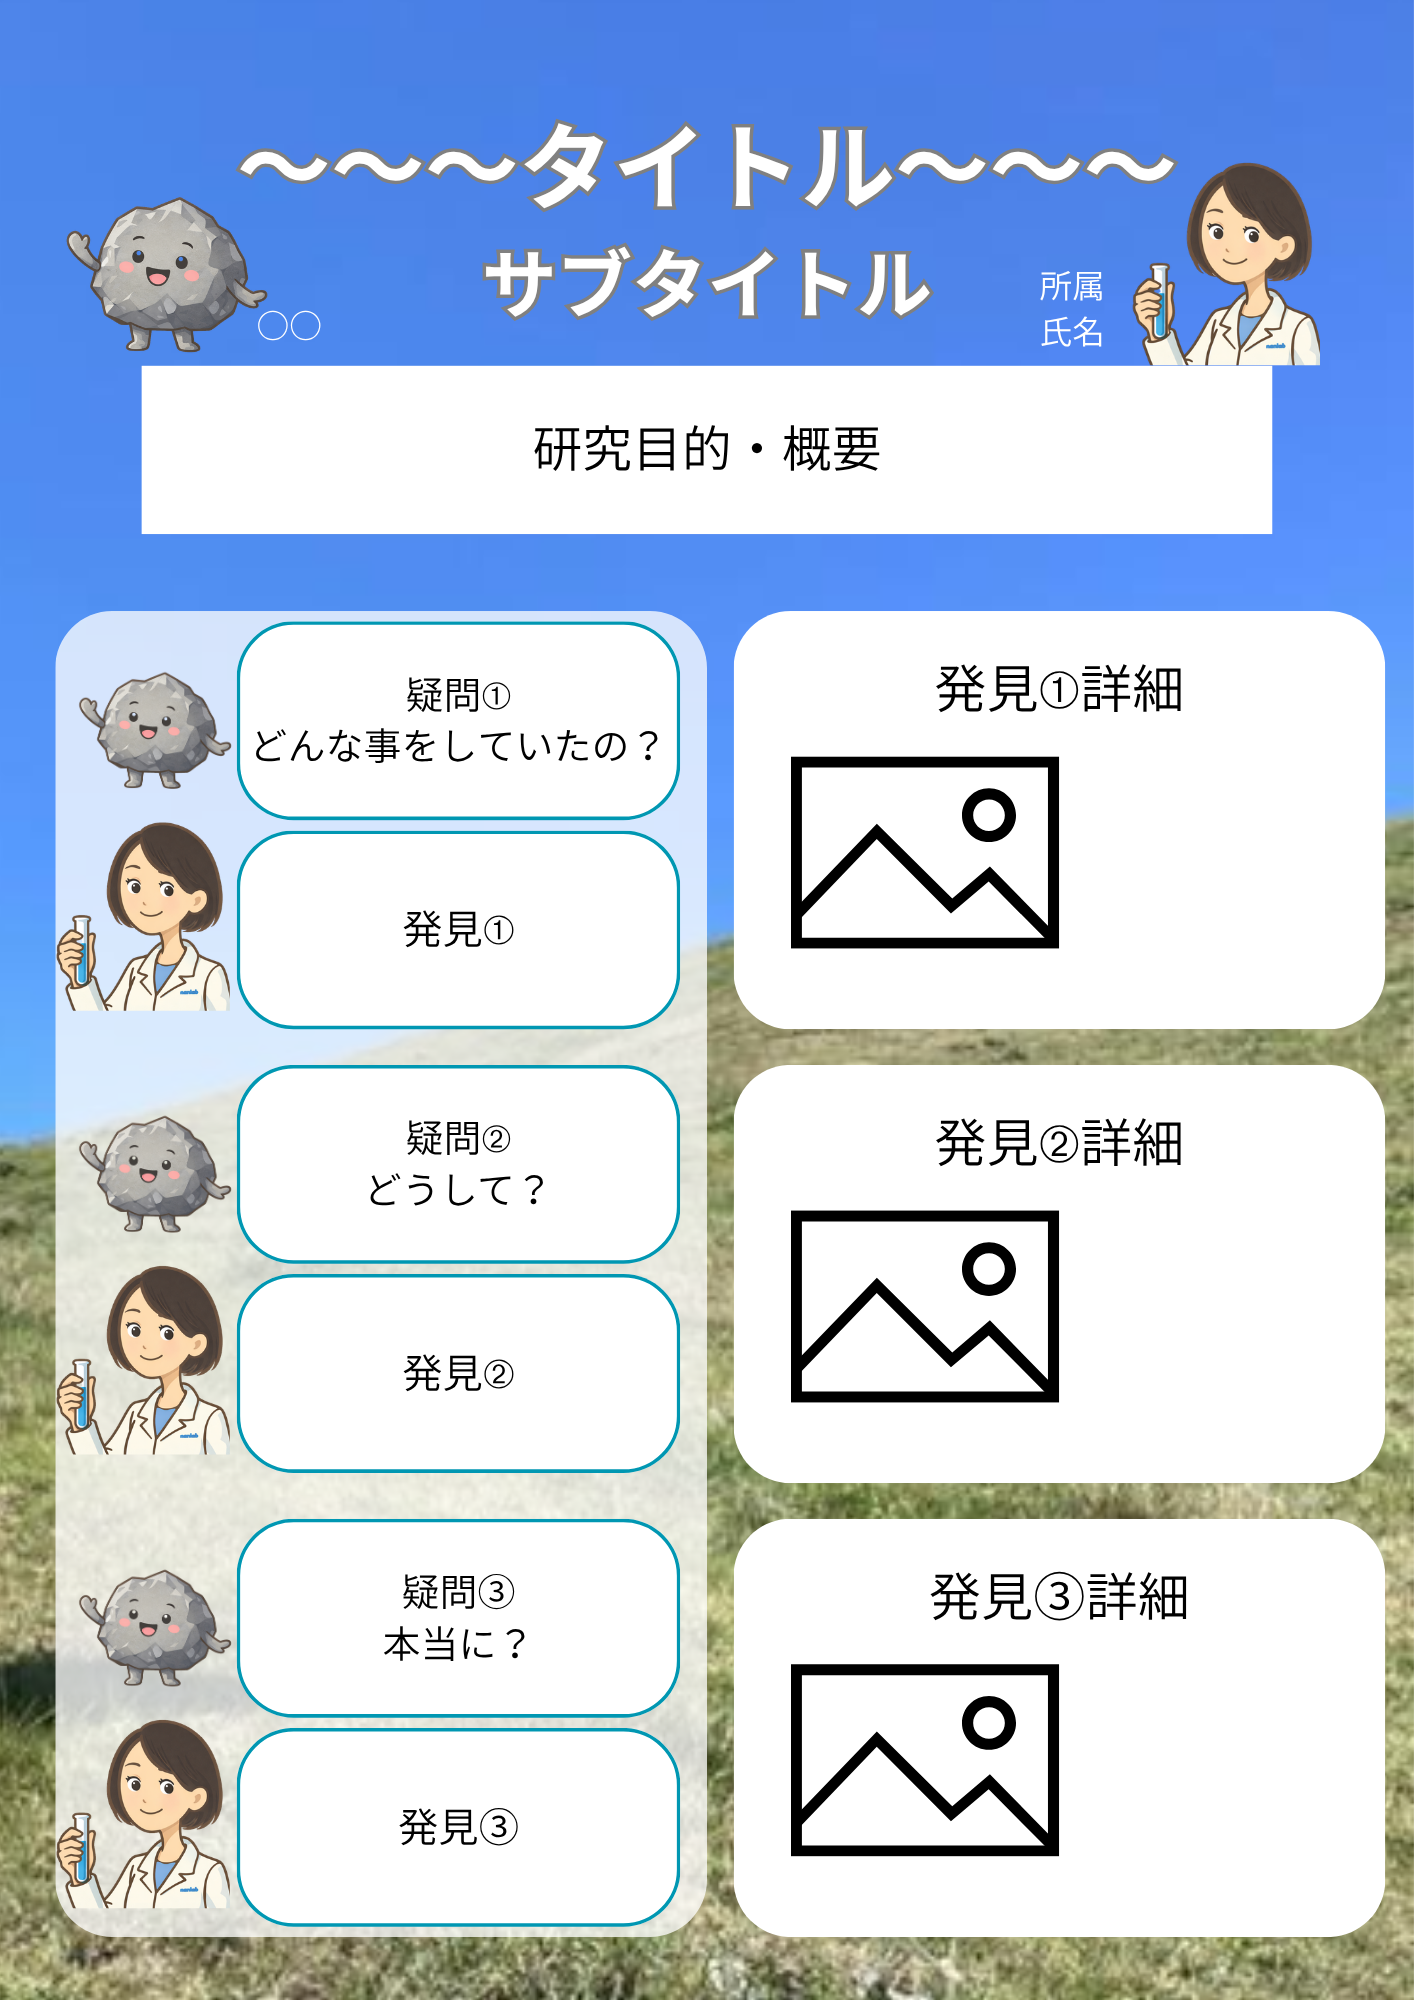 ～～～タイトル～～～
サブタイトル
○○
所属
氏名
研究目的・概要
疑問①
どんな事をしていたの？
発見①
発見①詳細
疑問②
どうして？
発見②
発見②詳細
疑問③
本当に？
発見③
発見③詳細